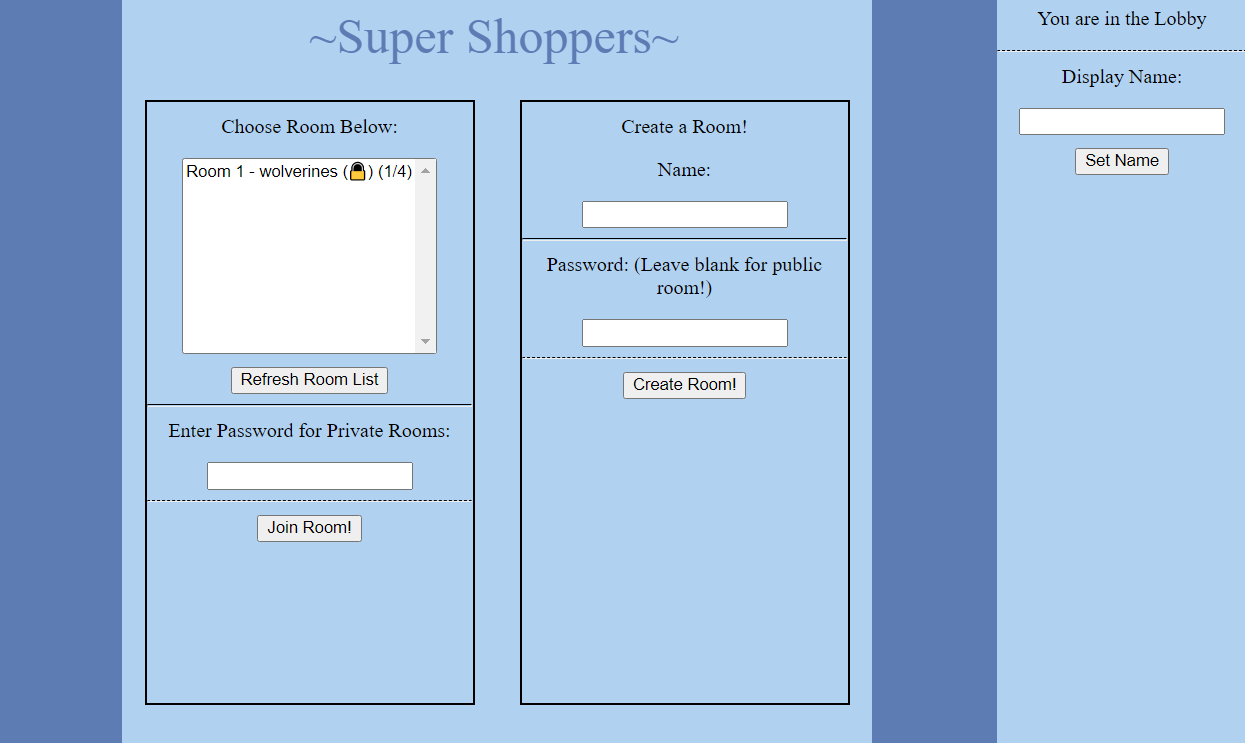 ~Super Shoppers~
Choose Room Below:
Room 1 - wolverines (🔒) (1/4)
Refresh Room List
Enter Password for Private Rooms:
Join Room!
Create a Room!
Name:
Password: (Leave blank for public
room!)
Create Room!
You are in the Lobby
Display Name:
Set Name